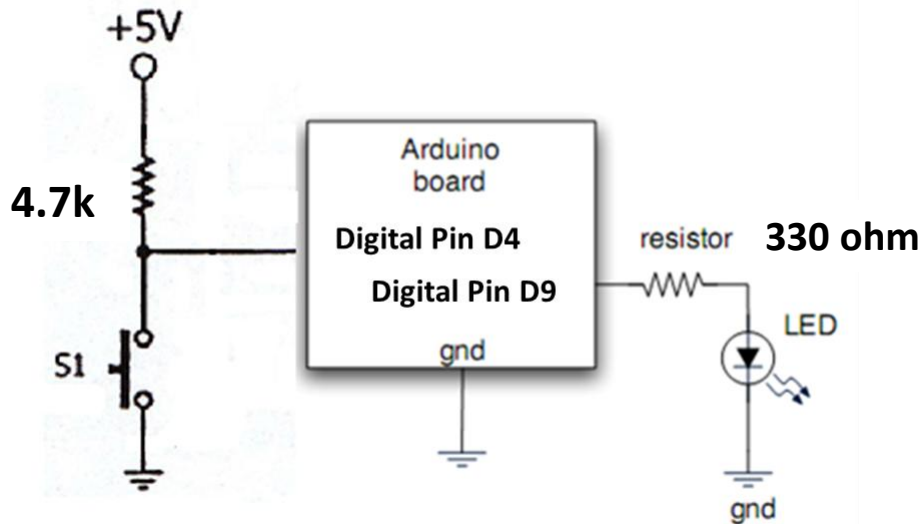 +5V
4.7k
S1
Arduino
board
Digital Pin D4
Digital Pin D9
gnd
resistor
330 ohm
LED
gnd